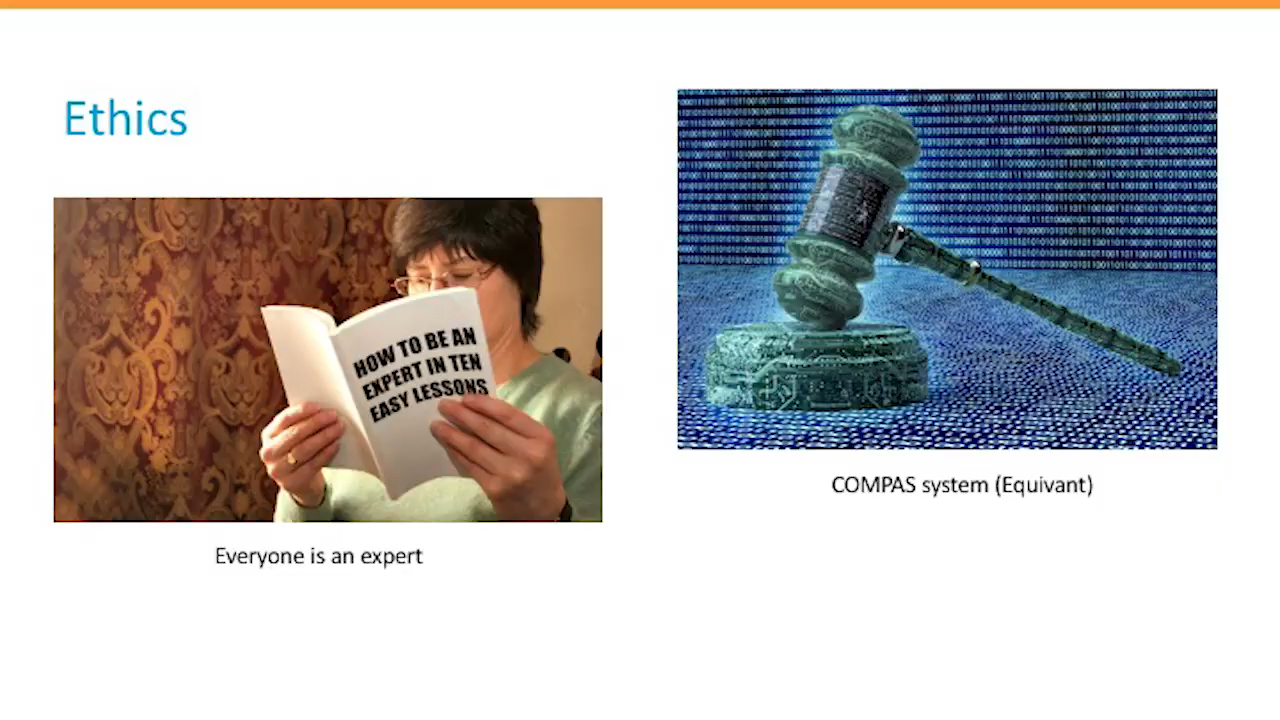 Ethics
HOW TO BE AN
EXPERT IN TEN
EASY LESSONS
Everyone is an expert
COMPAS system (Equivant)